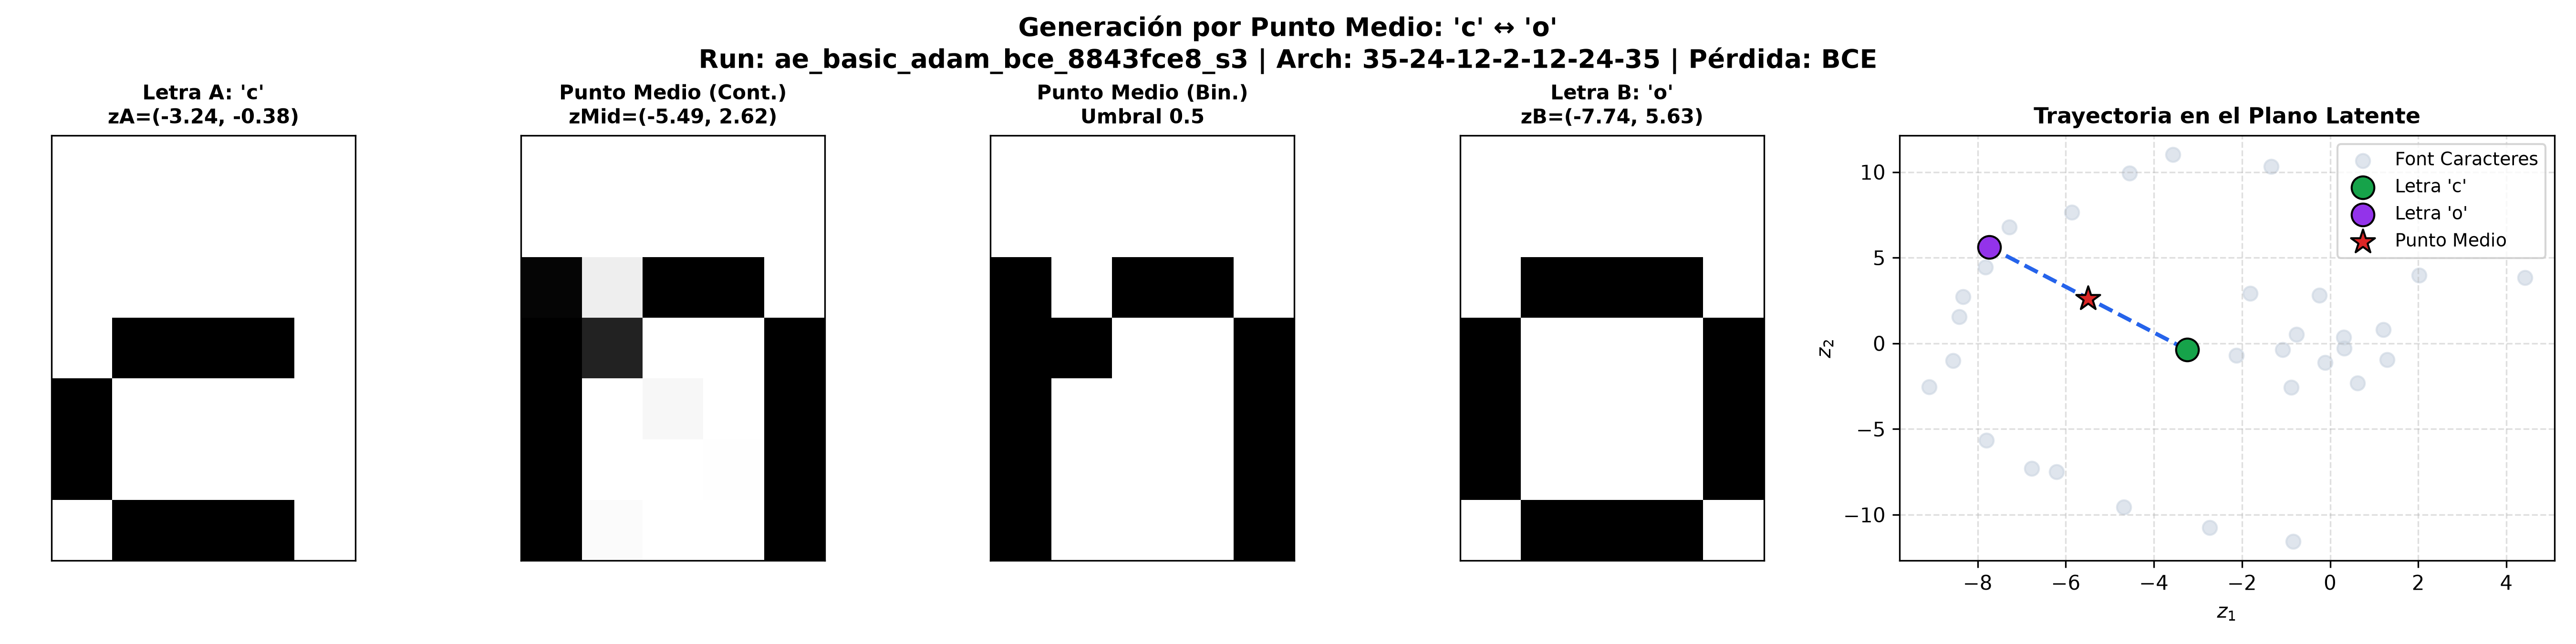 Generación por Punto Medio: 'c' ↔ 'o'
Run: ae_basic_adam_bce_8843fce8_s3 | Arch: 35-24-12-2-12-24-35 | Pérdida: BCE
Letra A: 'c'
zA=(-3.24, -0.38)
Punto Medio (Cont.)
zMid=(-5.49, 2.62)
Punto Medio (Bin.)
Umbral 0.5
Letra B: 'o'
zB=(-7.74, 5.63)
Trayectoria en el Plano Latente
Font Caracteres
Letra 'c'
Letra 'o'
Punto Medio
10
5
0
−5
−10
z₂
−8 −6 −4 −2 0 2 4
z₁